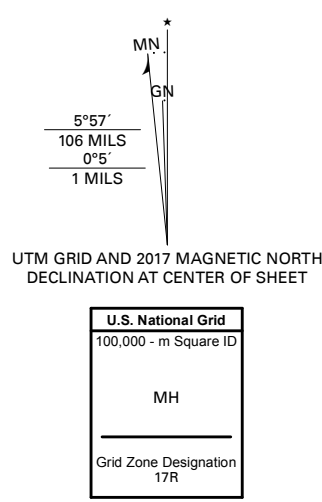 ★
MN
GN
5°57´
106 MILS
0°5´
1 MILS
UTM GRID AND 2017 MAGNETIC NORTH
DECLINATION AT CENTER OF SHEET
U.S. National Grid
100,000 - m Square ID
MH
Grid Zone Designation
17R